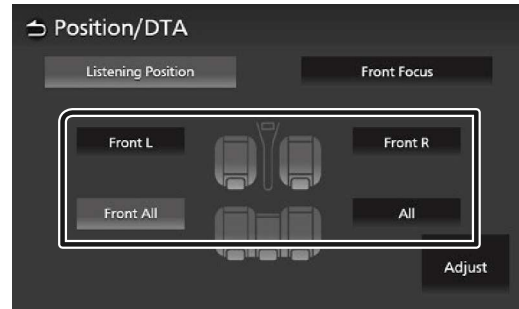 Position/DTA
Listening Position Front Focus
Front L Front R
Front All All
Adjust